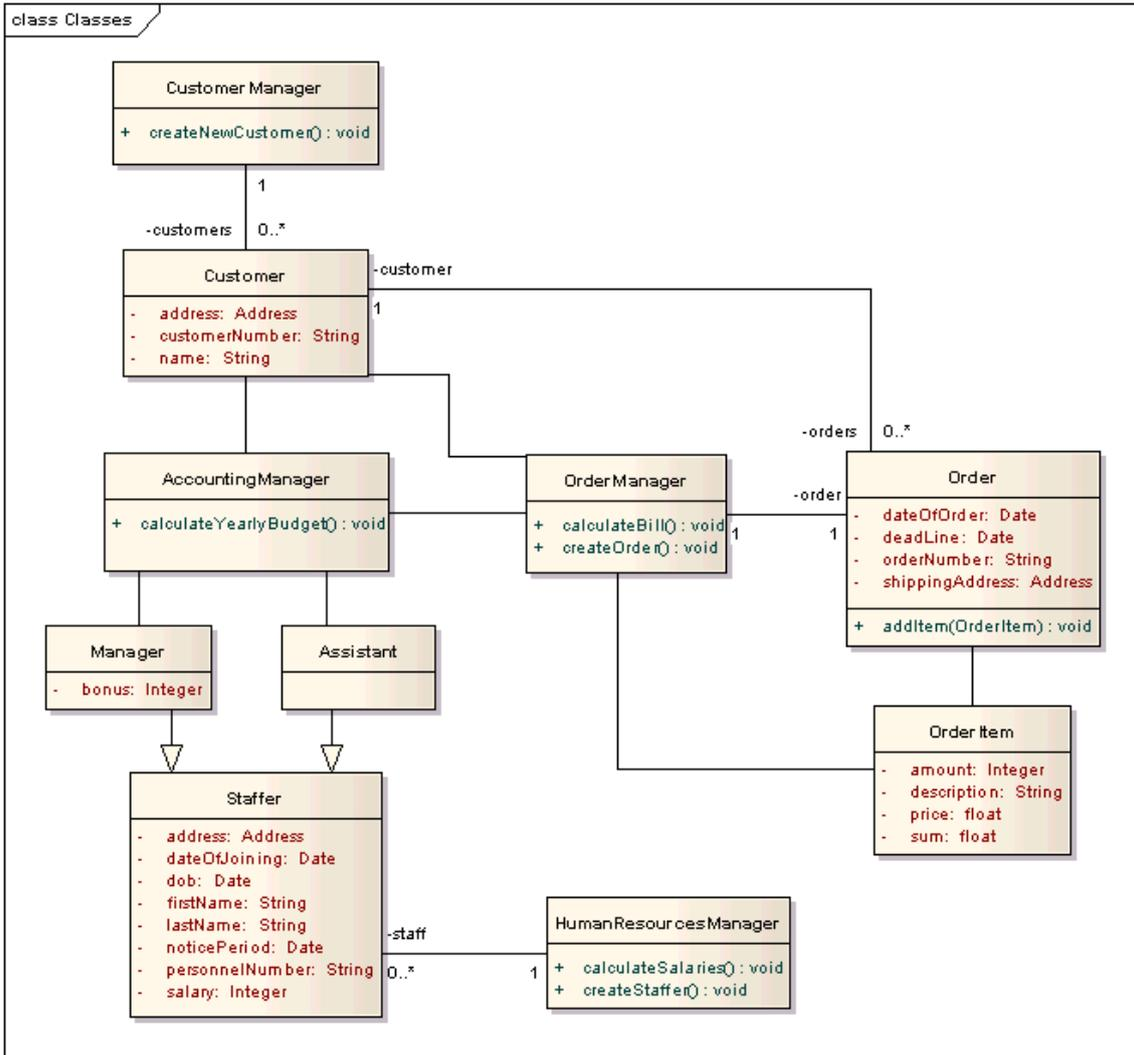 class Classes
CustomerManager
+ createNewCustomer() : void
1
-customers 0..*
Customer
- address: Address
- customerNumber: String
- name: String
-customer
1
-orders 0..*
AccountingManager
+ calculateYearlyBudget() : void
OrderManager
+ calculateBill() : void
+ createOrder() : void
1
-order
1
Order
- dateOfOrder: Date
- deadLine: Date
- orderNumber: String
- shippingAddress: Address
+ addItem(OrderItem) : void
Manager
- bonus: Integer
Assistant
OrderItem
- amount: Integer
- description: String
- price: float
- sum: float
Staffer
- address: Address
- dateOfJoining: Date
- dob: Date
- firstName: String
- lastName: String
- noticePeriod: Date
- personnelNumber: String
- salary: Integer
-staff
0..*
1
HumanResourcesManager
+ calculateSalaries() : void
+ createStaffer() : void